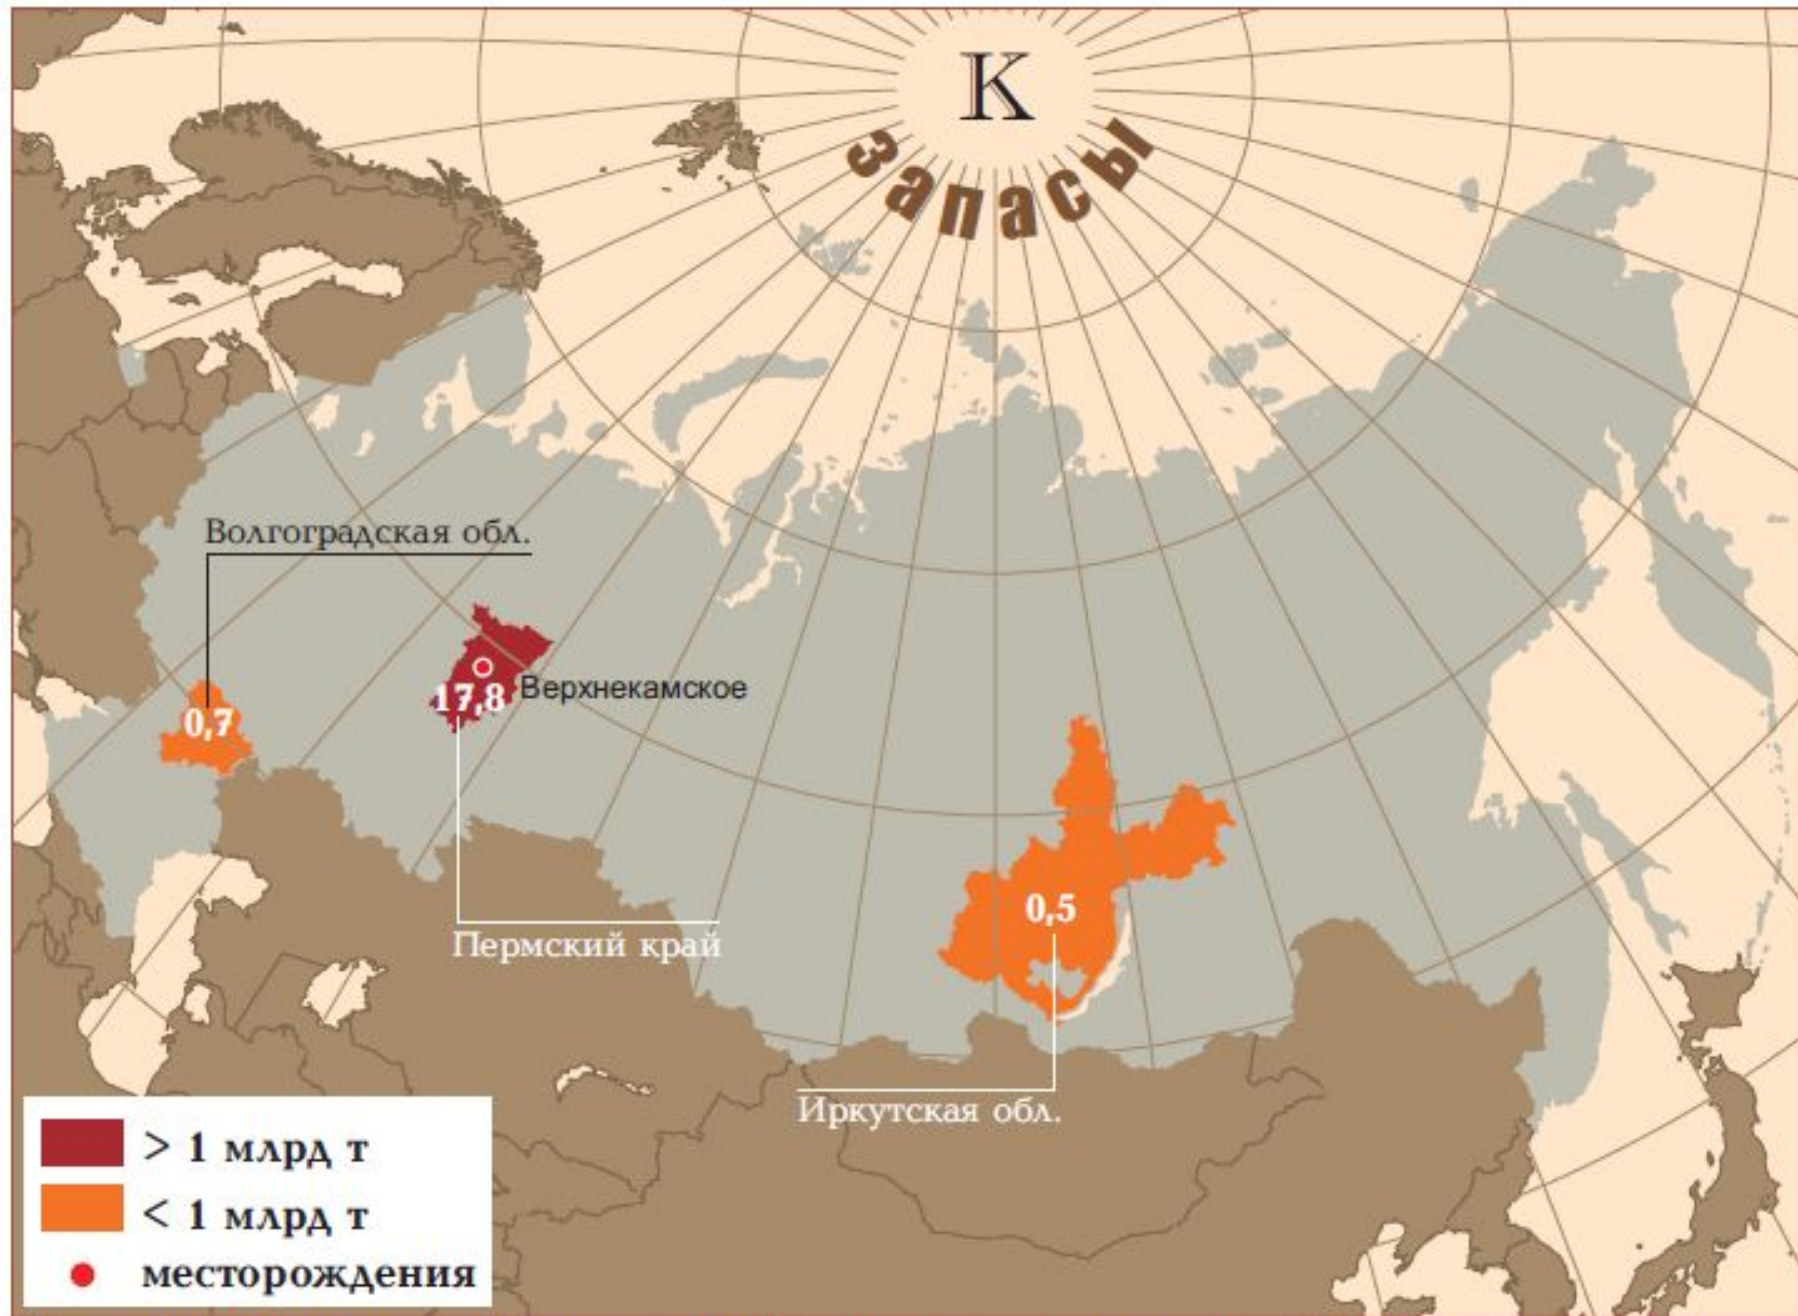 К
запасы
Волгоградская обл.
0,7
17,8
Верхнекамское
Пермский край
0,5
Иркутская обл.
> 1 млрд т
< 1 млрд т
месторождения